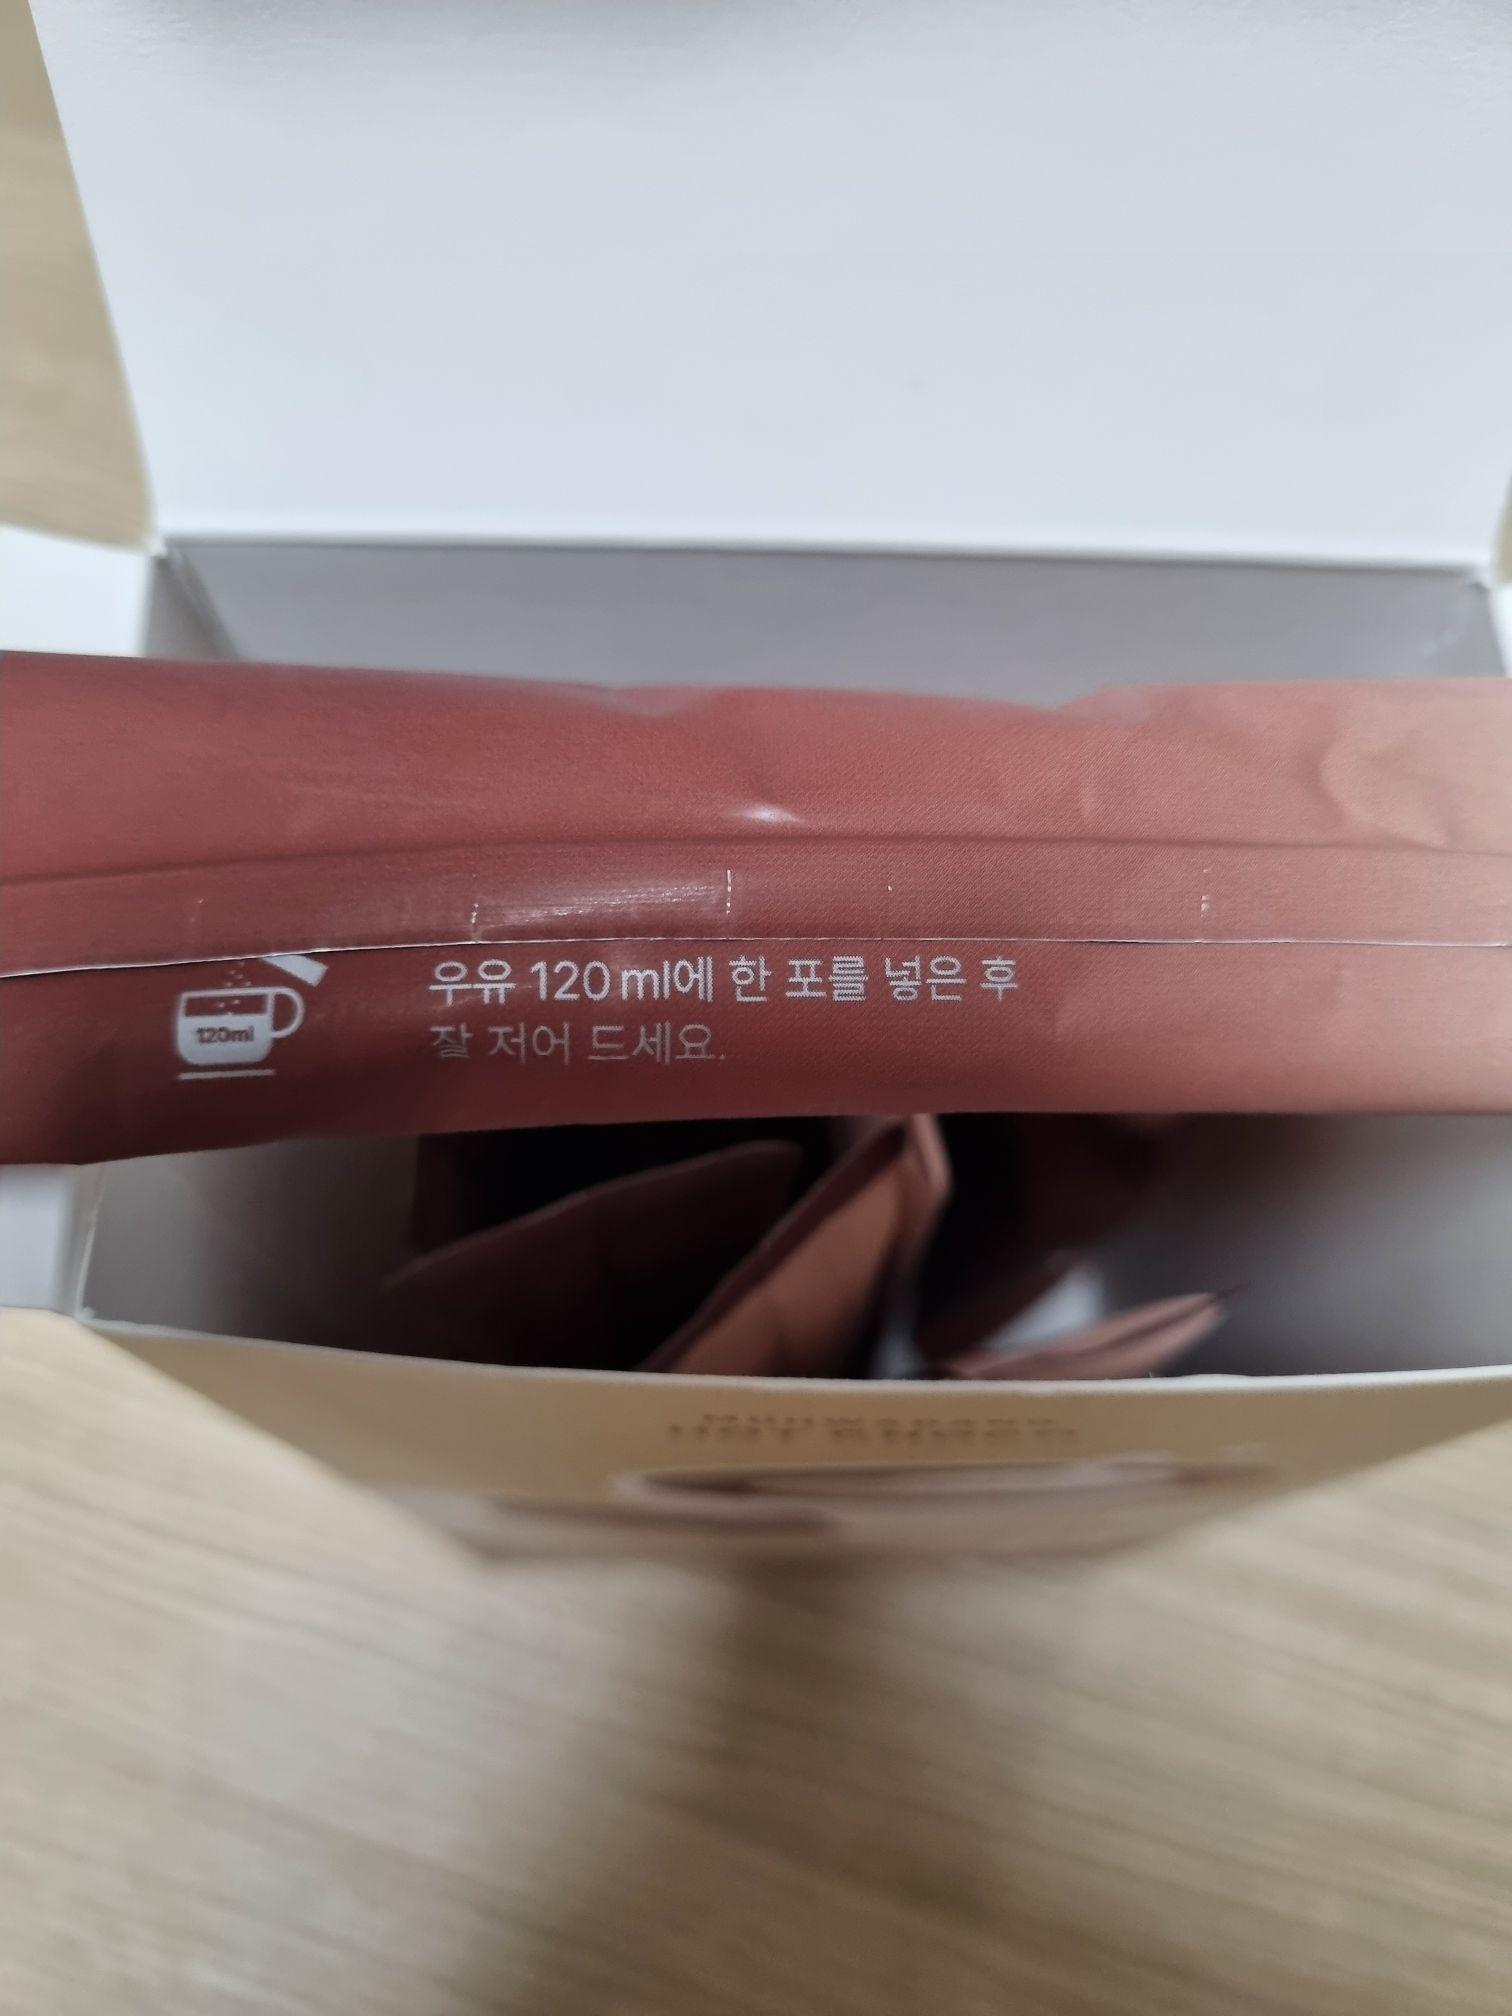 120ml
우유 120 ml에 한 포를 넣은 후
잘 저어 드세요.